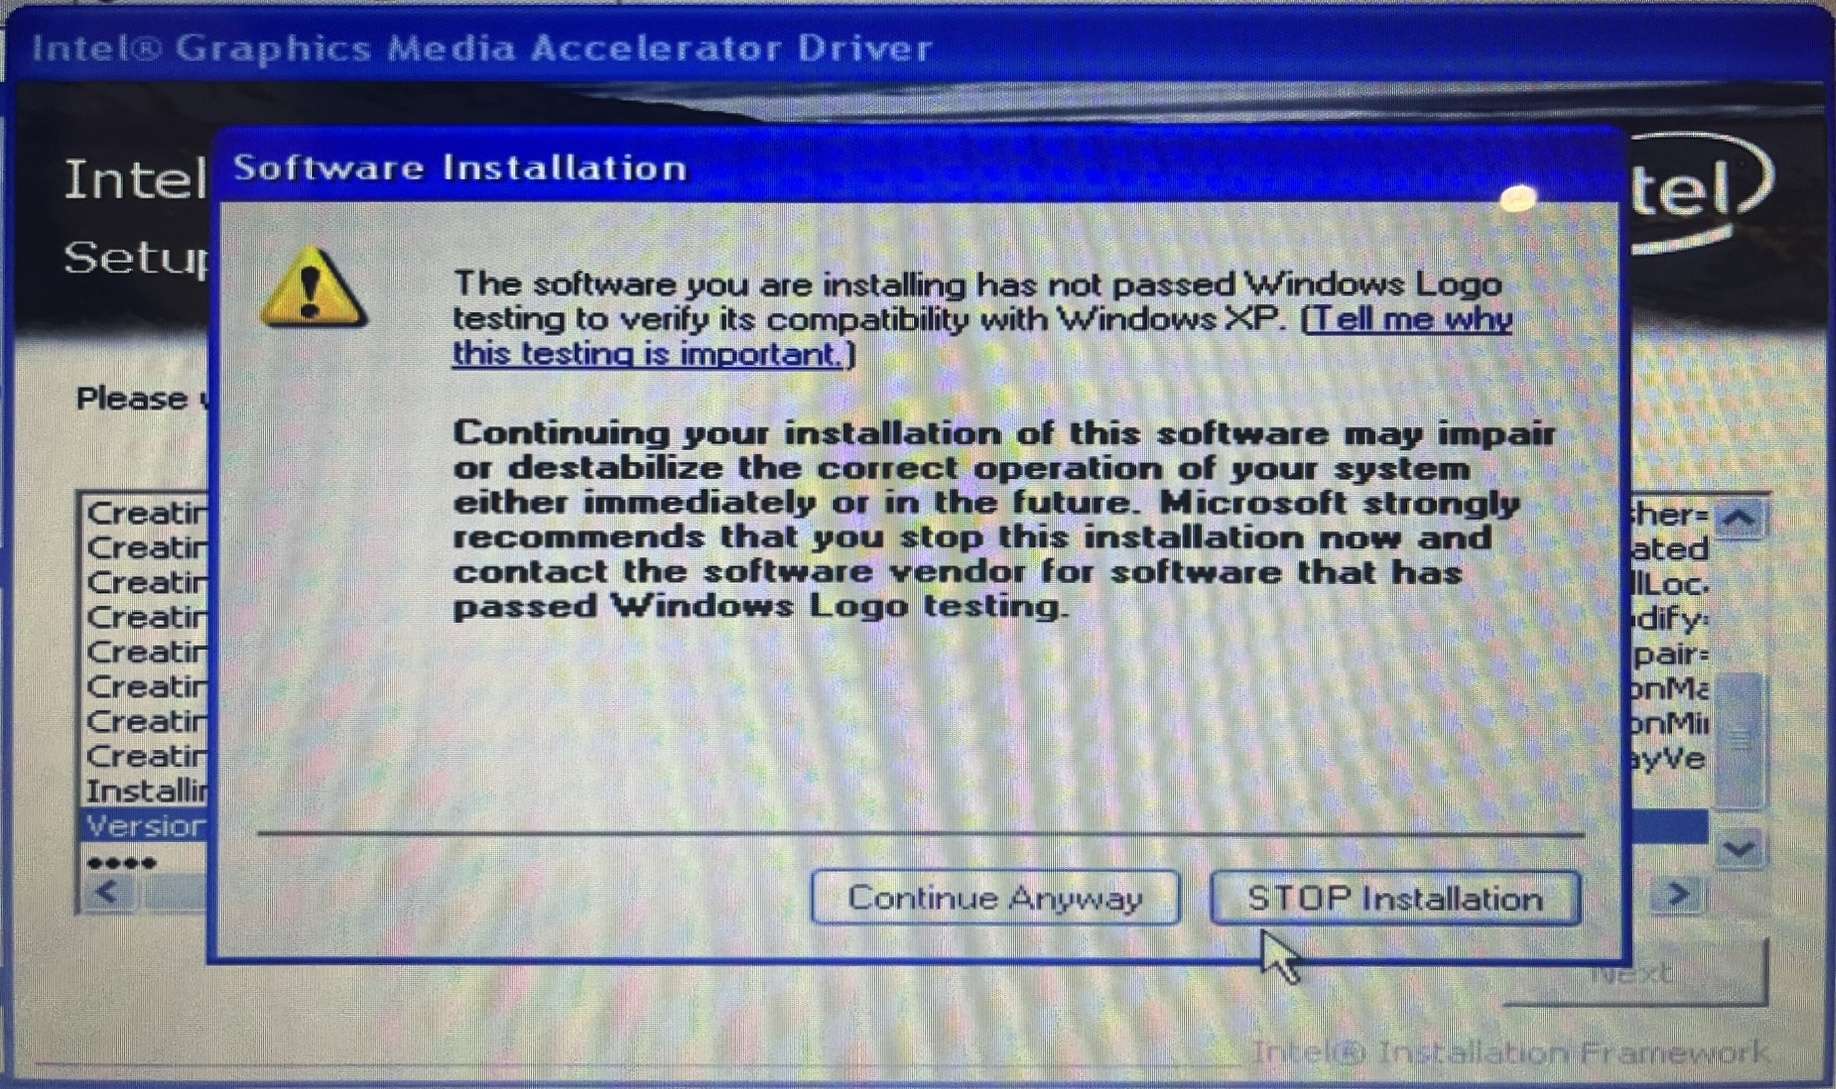 Intel® Graphics Media Accelerator Driver
Intel
Setup
tel
Software Installation
The software you are installing has not passed Windows Logo
testing to verify its compatibility with Windows XP. (Tell me why
this testing is important.)
Please
Continuing your installation of this software may impair
or destabilize the correct operation of your system
either immediately or in the future. Microsoft strongly
recommends that you stop this installation now and
contact the software vendor for software that has
passed Windows Logo testing.
Creatin her=
Creatin ated
Creatin lLoc.
Creatin dify=
Creatin pair=
Creatin onMa
Creatin onMi
Creatin ayVe
Installin
Version
••••
Continue Anyway STOP Installation
Next
Intel® Installation Framework